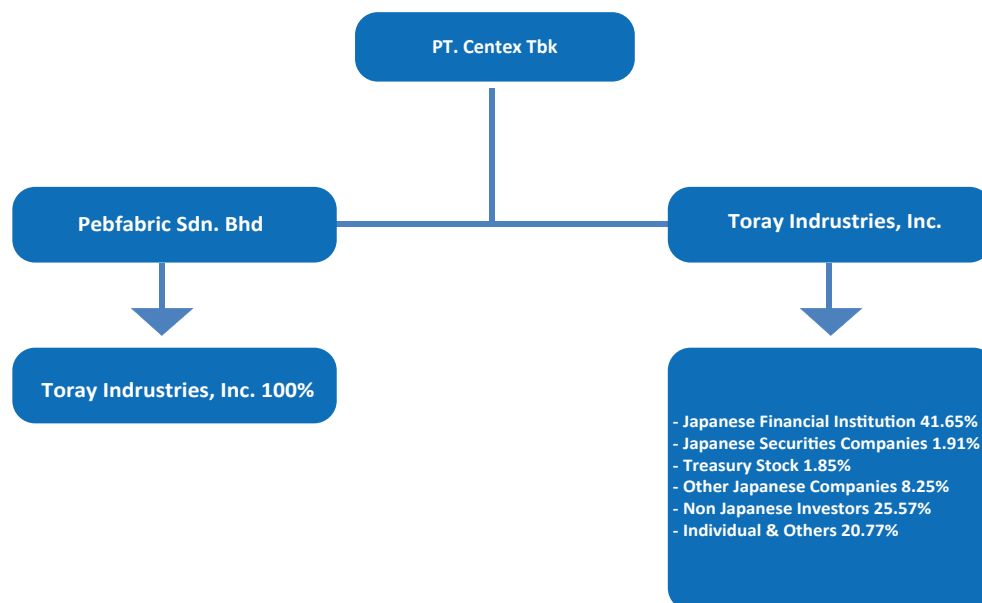 PT. Centex Tbk
Pebfabric Sdn. Bhd
Toray Indrustries, Inc.
Toray Indrustries, Inc. 100%
- Japanese Financial Institution 41.65%
- Japanese Securities Companies 1.91%
- Treasury Stock 1.85%
- Other Japanese Companies 8.25%
- Non Japanese Investors 25.57%
- Individual & Others 20.77%